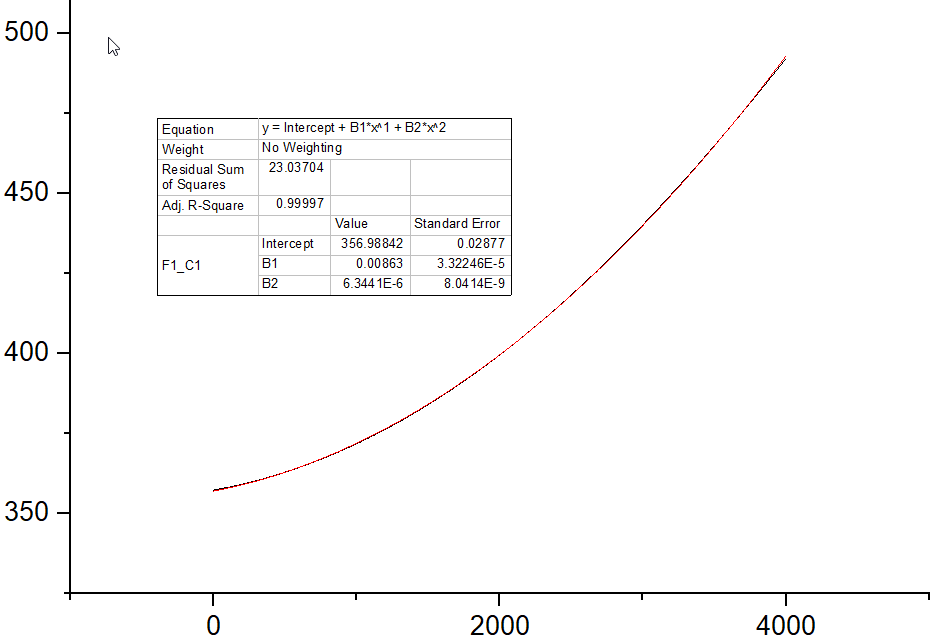 500
450
400
350
Equation y = Intercept + B1*x^1 + B2*x^2
Weight No Weighting
Residual Sum of Squares 23.03704
Adj. R-Square 0.99997
Value Standard Error
F1_C1 Intercept 356.98842 0.02877
B1 0.00863 3.32246E-5
B2 6.3441E-6 8.0414E-9
0 2000 4000